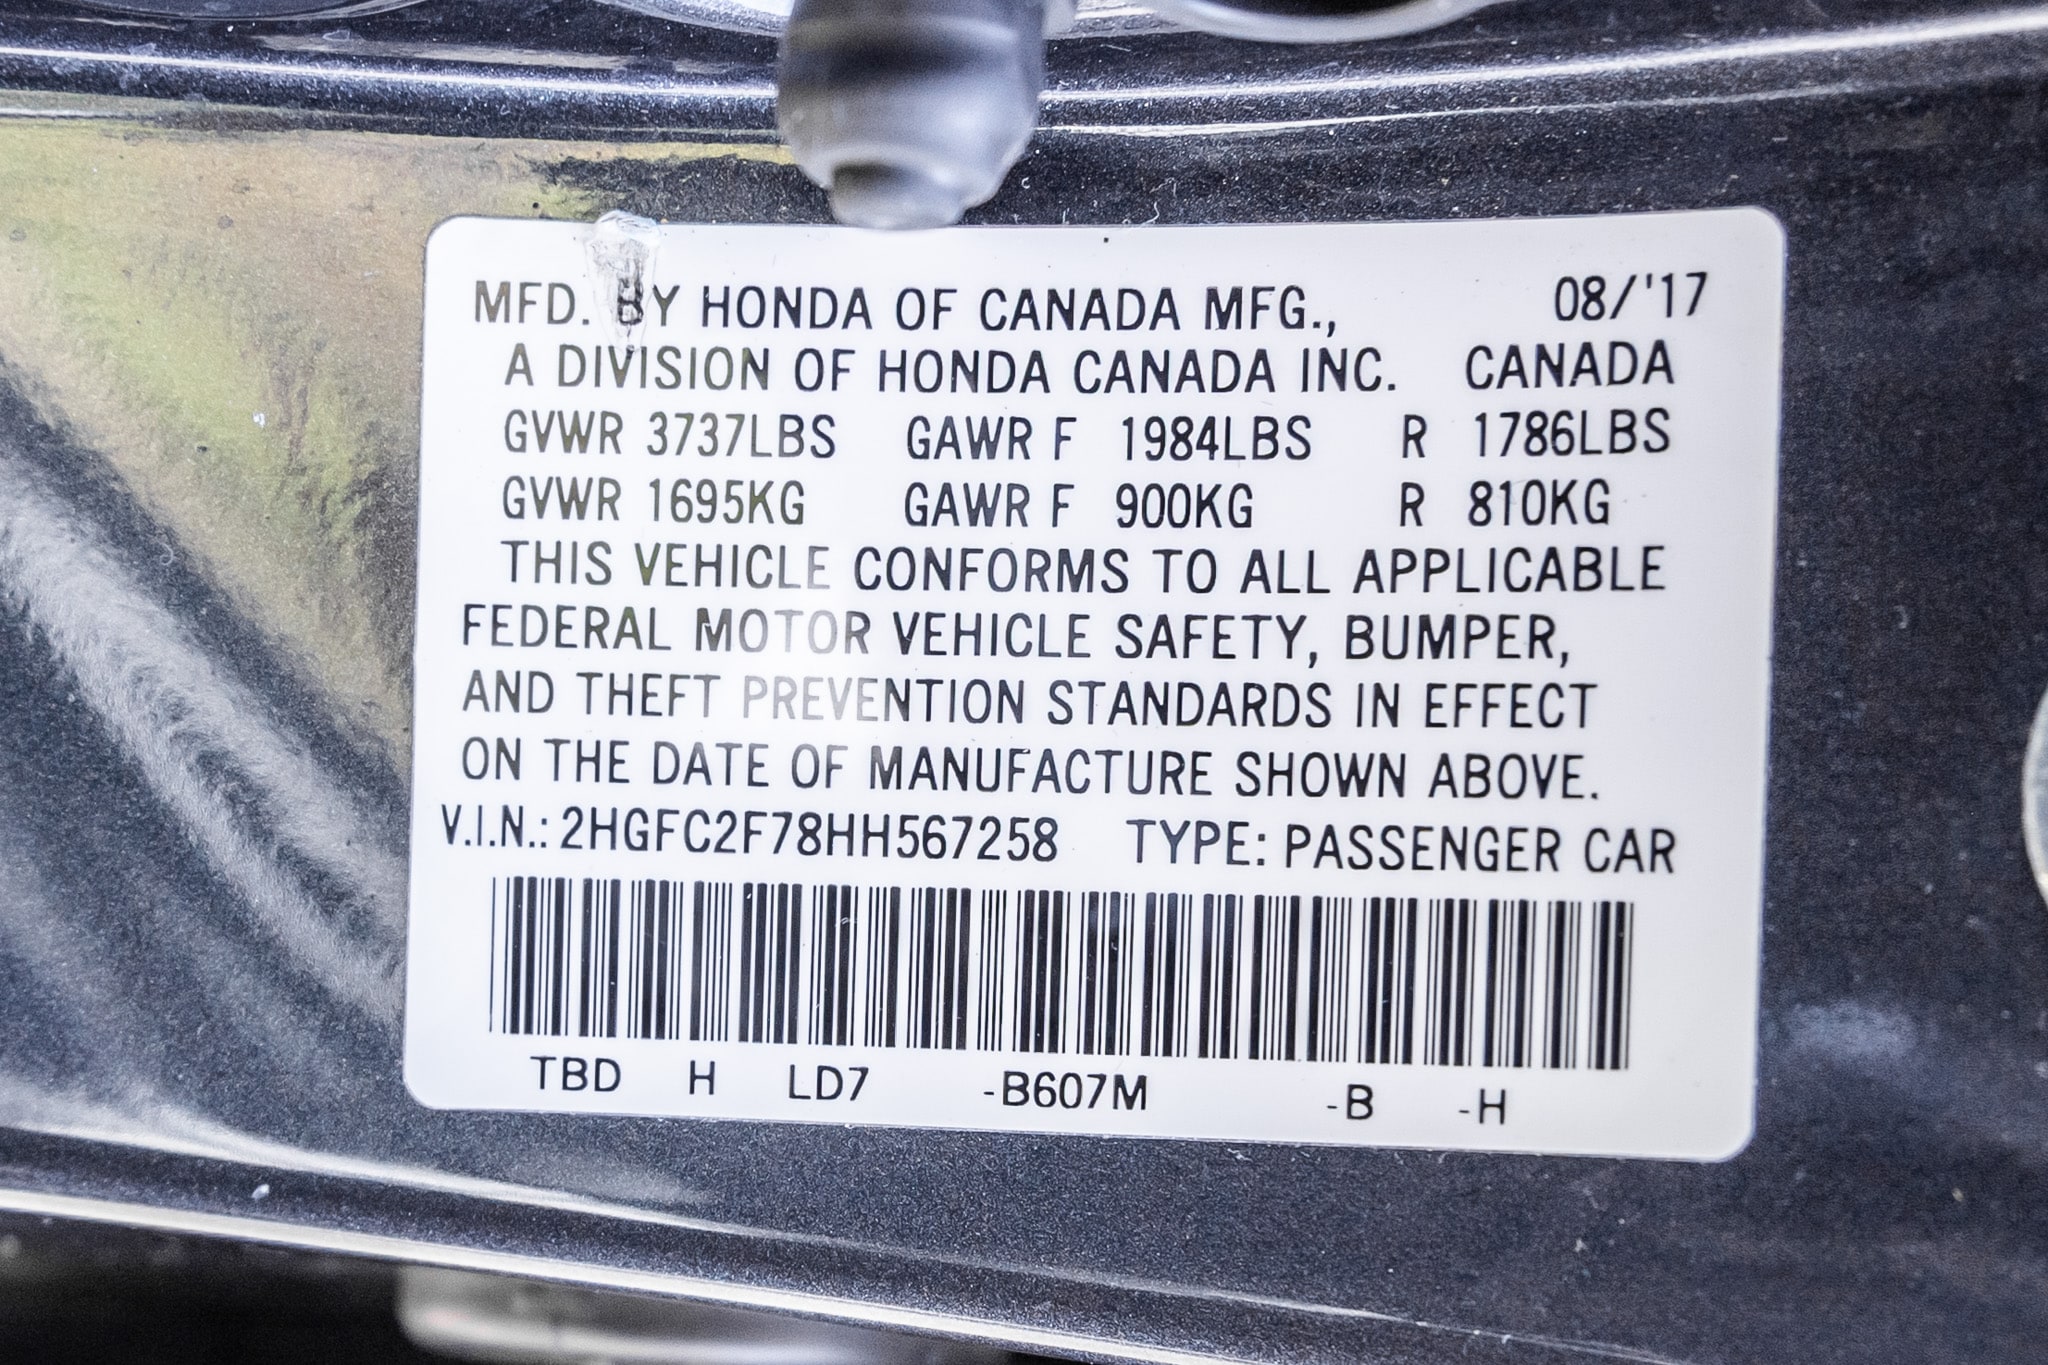 MFD. BY HONDA OF CANADA MFG., 08/'17
A DIVISION OF HONDA CANADA INC. CANADA
GVWR 3737LBS GAWR F 1984LBS R 1786LBS
GVWR 1695KG GAWR F 900KG R 810KG
THIS VEHICLE CONFORMS TO ALL APPLICABLE
FEDERAL MOTOR VEHICLE SAFETY, BUMPER,
AND THEFT PREVENTION STANDARDS IN EFFECT
ON THE DATE OF MANUFACTURE SHOWN ABOVE.
V.I.N.: 2HGFC2F78HH567258 TYPE: PASSENGER CAR
TBD H LD7 -B607M -B -H